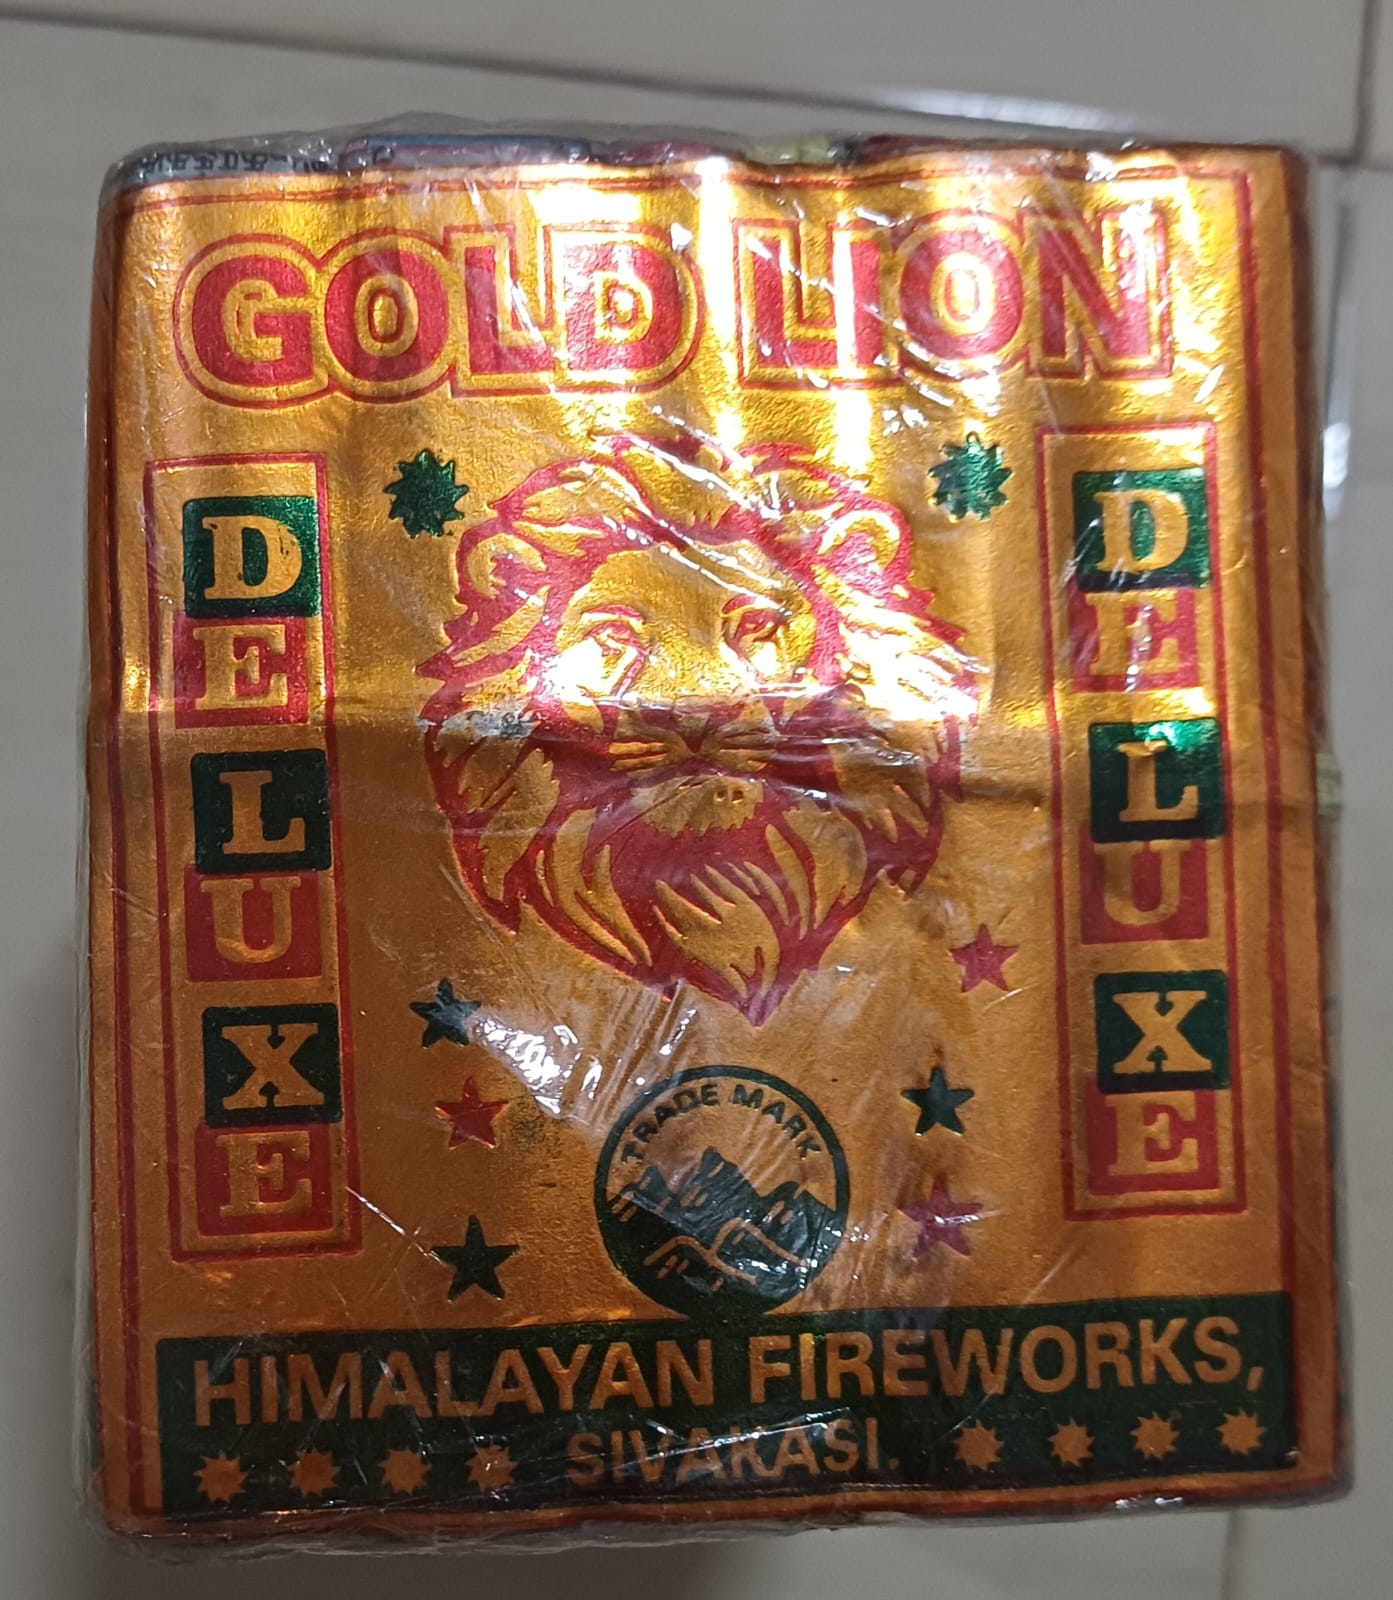 GOLD LION
DELUXE
DELUXE
TRADE MARK
HIMALAYAN FIREWORKS,
SIVAKASI.